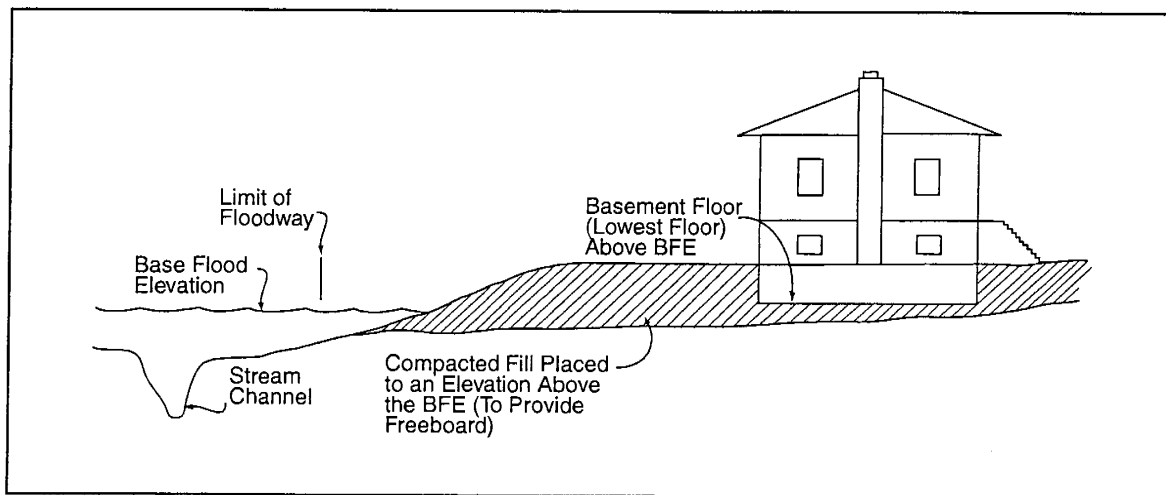 Limit of
Floodway
Base Flood
Elevation
Basement Floor
(Lowest Floor)
Above BFE
Stream
Channel
Compacted Fill Placed
to an Elevation Above
the BFE (To Provide
Freeboard)